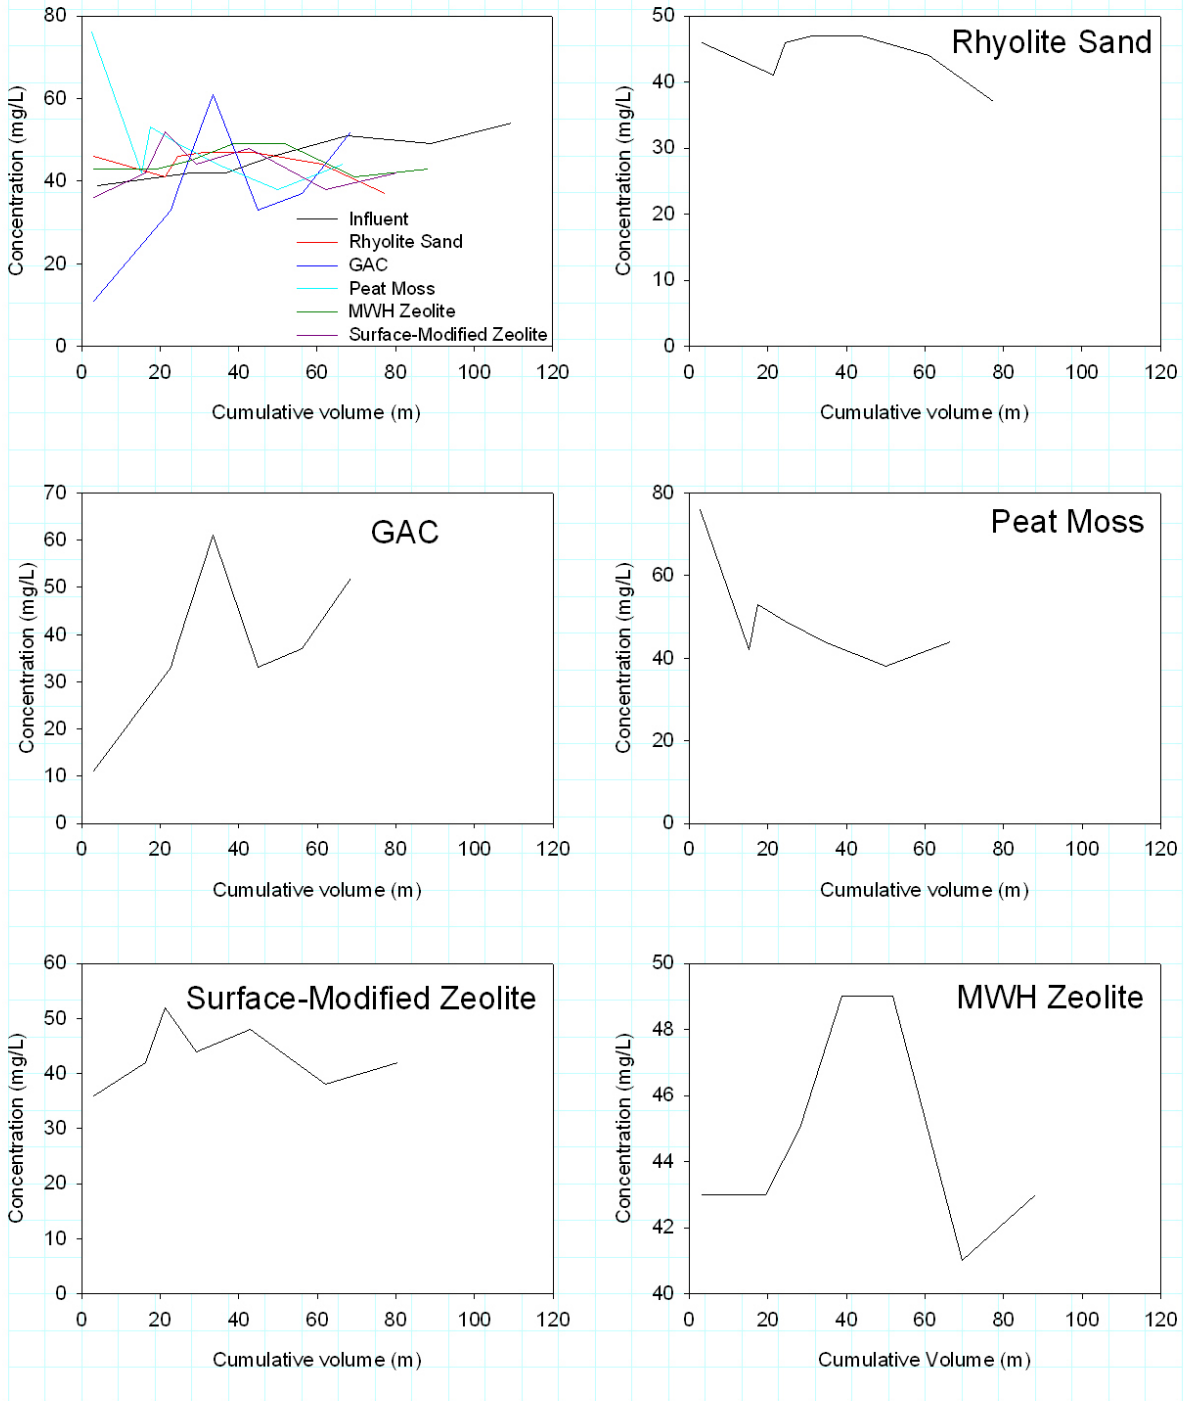 80
60
40
20
0
0 20 40 60 80 100 120
Concentration (mg/L)
Cumulative volume (m)
Influent
Rhyolite Sand
GAC
Peat Moss
MWH Zeolite
Surface-Modified Zeolite
Rhyolite Sand
50
40
30
20
10
0
0 20 40 60 80 100 120
Concentration (mg/L)
Cumulative volume (m)
GAC
70
60
50
40
30
20
10
0
0 20 40 60 80 100 120
Concentration (mg/L)
Cumulative volume (m)
Peat Moss
80
60
40
20
0
0 20 40 60 80 100 120
Concentration (mg/L)
Cumulative volume (m)
Surface-Modified Zeolite
60
50
40
30
20
10
0
0 20 40 60 80 100 120
Concentration (mg/L)
Cumulative volume (m)
MWH Zeolite
50
48
46
44
42
40
0 20 40 60 80 100 120
Concentration (mg/L)
Cumulative Volume (m)